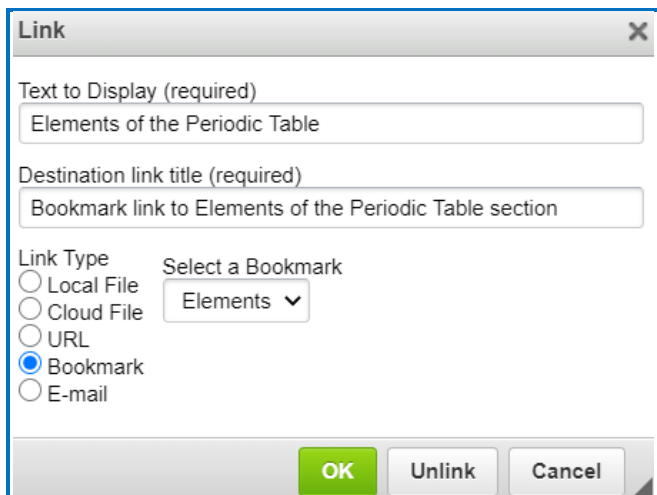 Link
Text to Display (required)
Elements of the Periodic Table
Destination link title (required)
Bookmark link to Elements of the Periodic Table section
Link Type
Select a Bookmark
Local File
Elements
Cloud File
URL
Bookmark
E-mail
OK Unlink Cancel